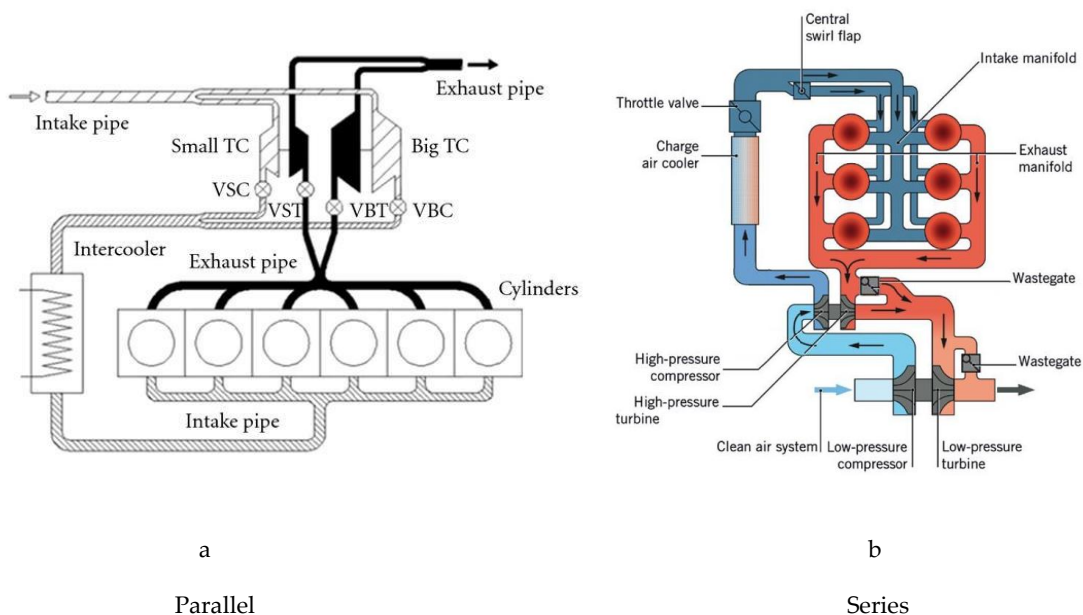 Exhaust pipe
Intake pipe
Small TC
Big TC
VSC
VST
VBT
VBC
Intercooler
Exhaust pipe
Cylinders
Intake pipe
a
Parallel
Central
swirl flap
Intake manifold
Throttle valve
Charge
air cooler
Exhaust
manifold
Wastegate
High-pressure
compressor
Wastegate
High-pressure
turbine
Clean air system
Low-pressure
compressor
Low-pressure
turbine
b
Series